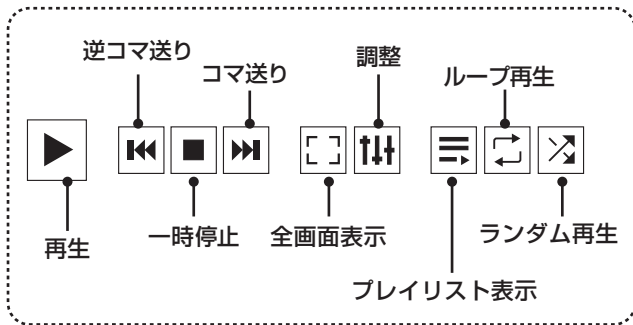 逆コマ送り
コマ送り
調整
ループ再生
再生
一時停止
全画面表示
ランダム再生
プレイリスト表示